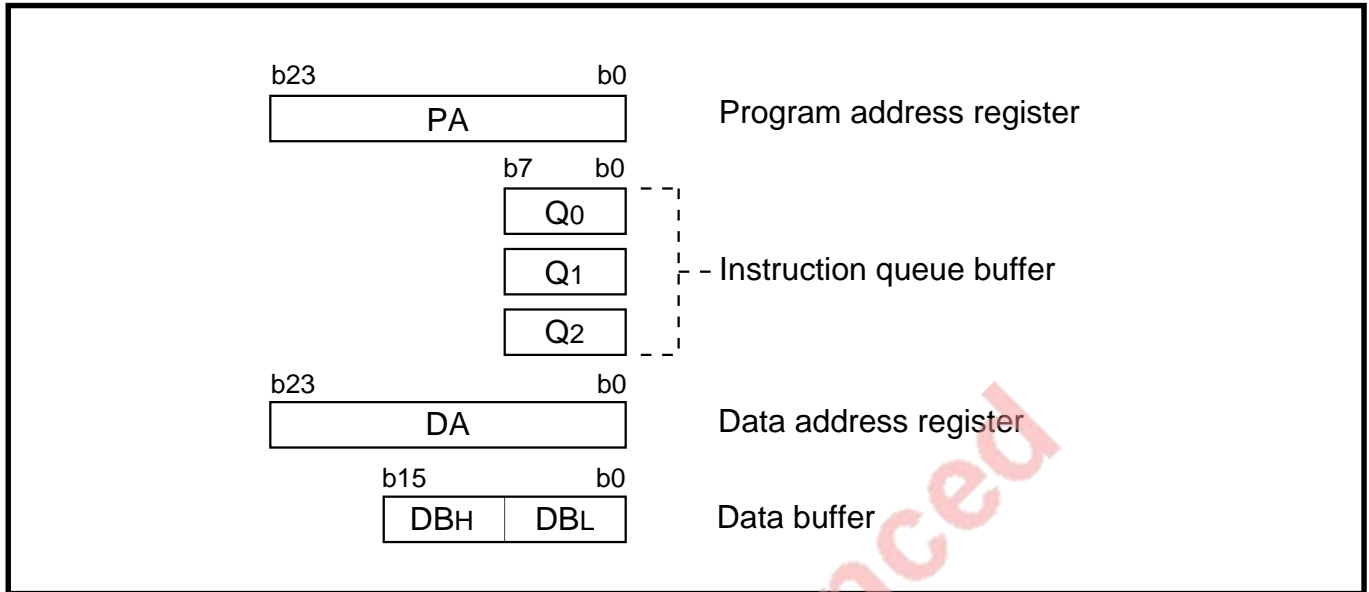 b23 b0
PA Program address register
b7 b0
Q0
Q1 Instruction queue buffer
Q2
b23 b0
DA Data address register
b15 b0
DBH DBL Data buffer